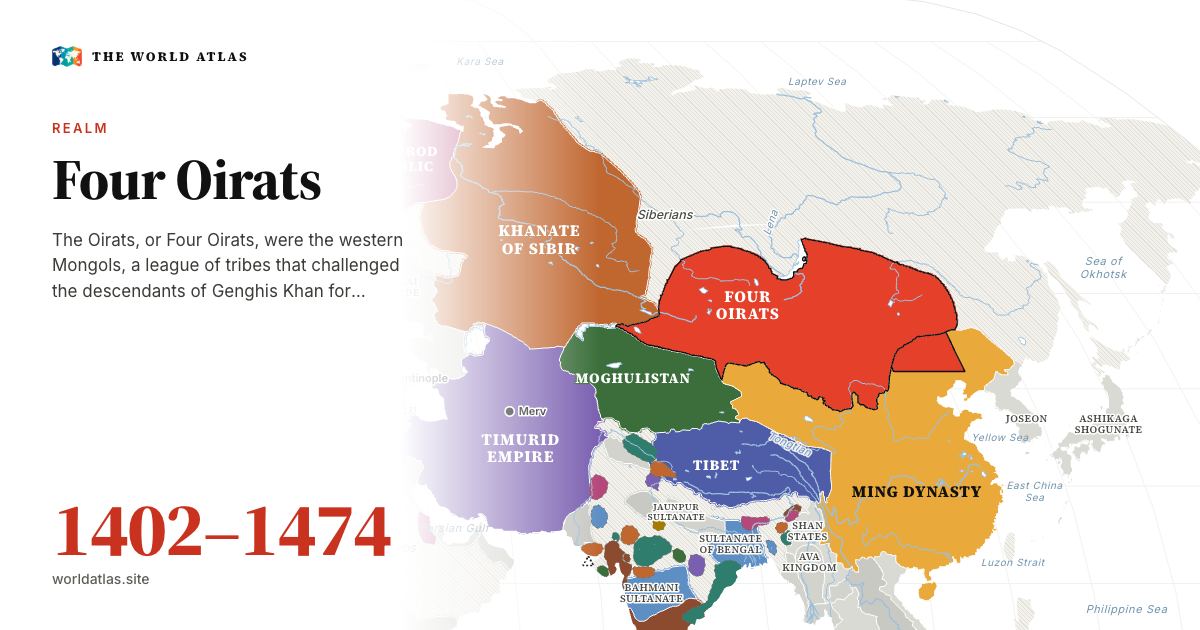 THE WORLD ATLAS
REALM
Four Oirats
The Oirats, or Four Oirats, were the western
Mongols, a league of tribes that challenged
the descendants of Genghis Khan for...
1402–1474
worldatlas.site
Kara Sea
Laptev Sea
Siberians
Lena
Sea of
Okhotsk
KHANATE
OF SIBIR
FOUR
OIRATS
MOGHULISTAN
Merv
TIMURID
EMPIRE
TIBET
Tongtian
MING DYNASTY
JOSEON
ASHIKAGA
SHOGUNATE
Yellow Sea
East China
Sea
JAUNPUR
SULTANATE
SULTANATE
OF BENGAL
SHAN
STATES
AVA
KINGDOM
BAHMANI
SULTANATE
Luzon Strait
Philippine Sea